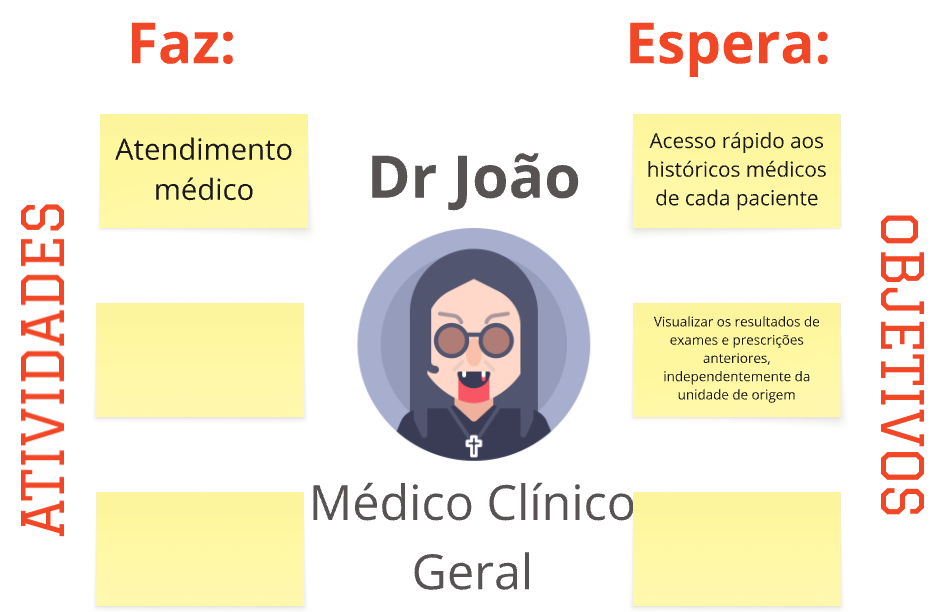 Faz:
Espera:
ATIVIDADES
Atendimento
médico
Dr João
Médico Clínico
Geral
Acesso rápido aos
históricos médicos
de cada paciente
Visualizar os resultados de
exames e prescrições
anteriores,
independentemente da
unidade de origem
OBJETIVOS